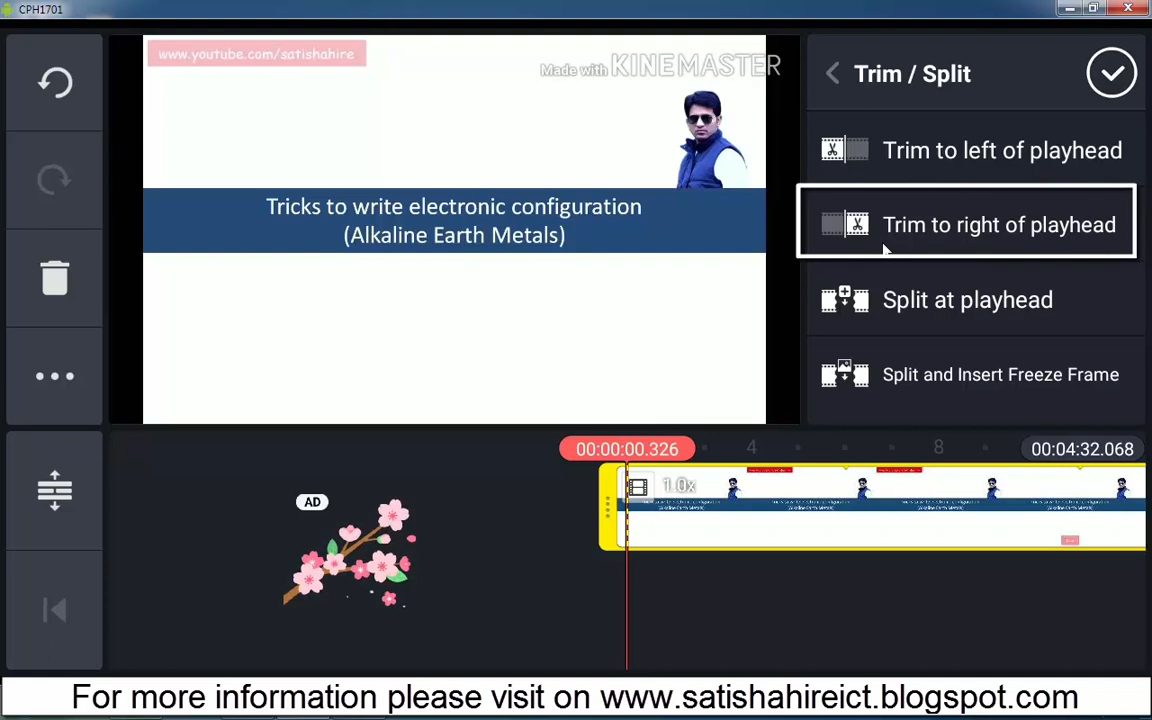 CPH1701
www.youtube.com/satishahire
Made with KINEMASTER
Tricks to write electronic configuration
(Alkaline Earth Metals)
Trim / Split
Trim to left of playhead
Trim to right of playhead
Split at playhead
Split and Insert Freeze Frame
00:00:00.326
4
8
00:04:32.068
1.0x
AD
For more information please visit on www.satishahireict.blogspot.com